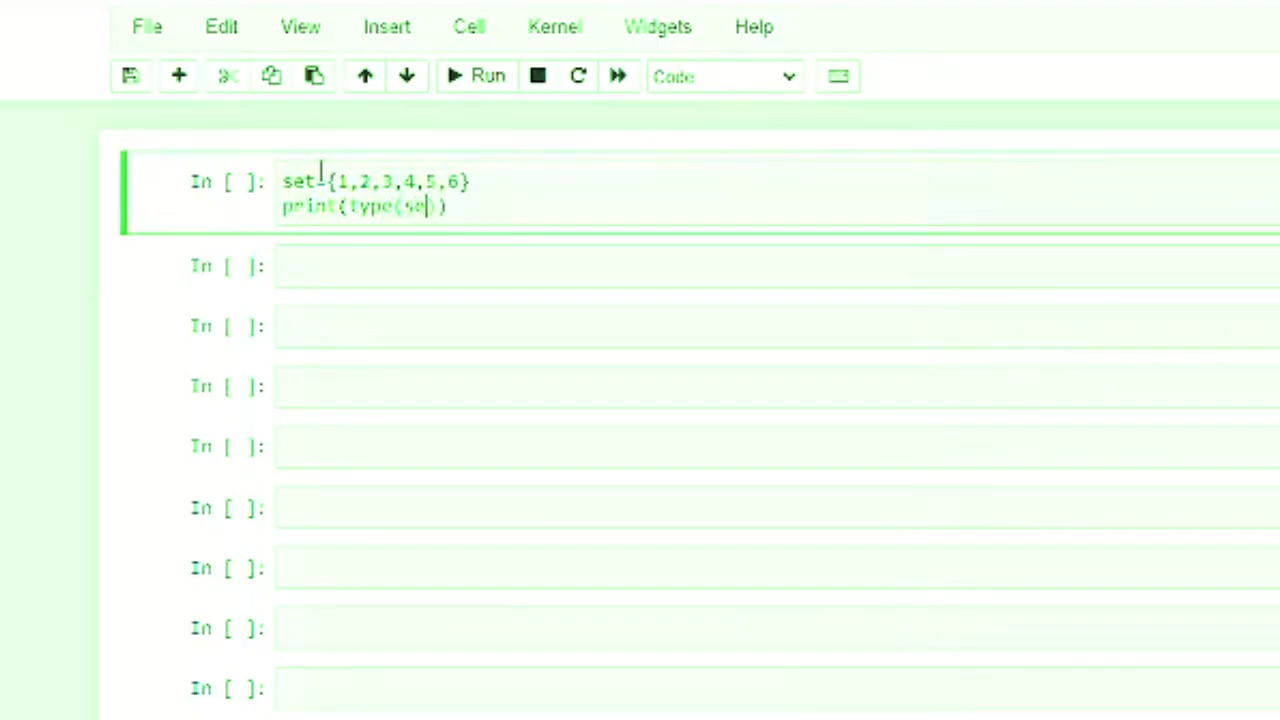 File Edit View Insert Cell Kernel Widgets Help
Run Code
In [ ]: set={1,2,3,4,5,6}
print(type(se))
In [ ]:
In [ ]:
In [ ]:
In [ ]:
In [ ]:
In [ ]:
In [ ]:
In [ ]: